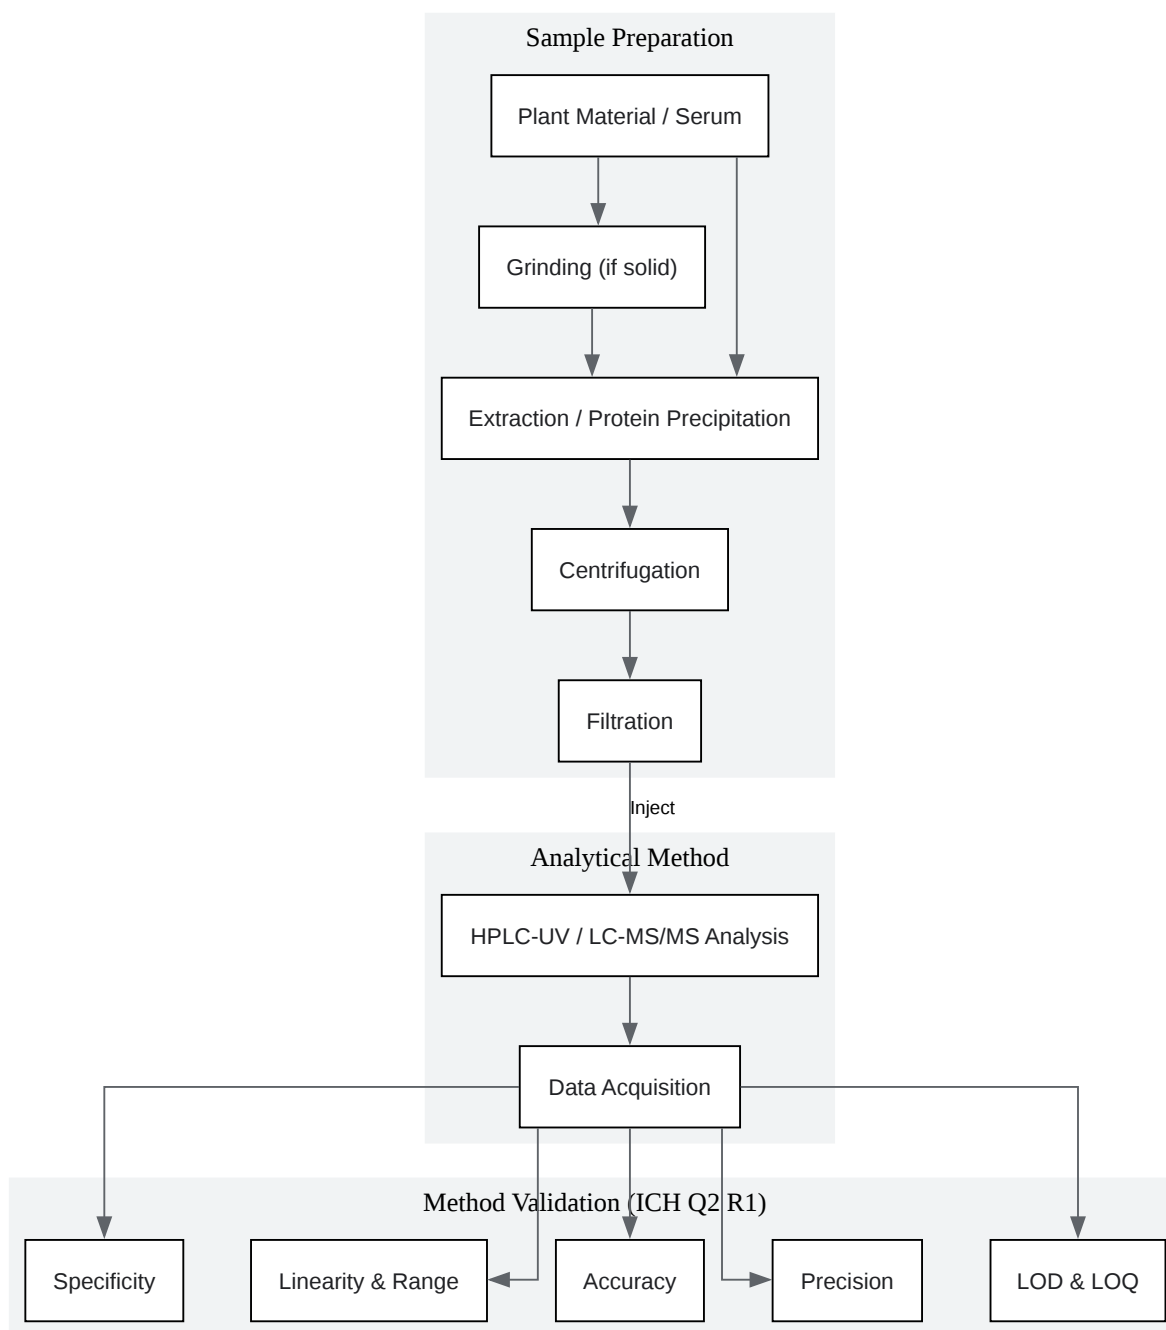 Sample Preparation
Plant Material / Serum
Grinding (if solid)
Extraction / Protein Precipitation
Centrifugation
Filtration
Inject
Analytical Method
HPLC-UV / LC-MS/MS Analysis
Data Acquisition
Method Validation (ICH Q2 R1)
Specificity
Linearity & Range
Accuracy
Precision
LOD & LOQ